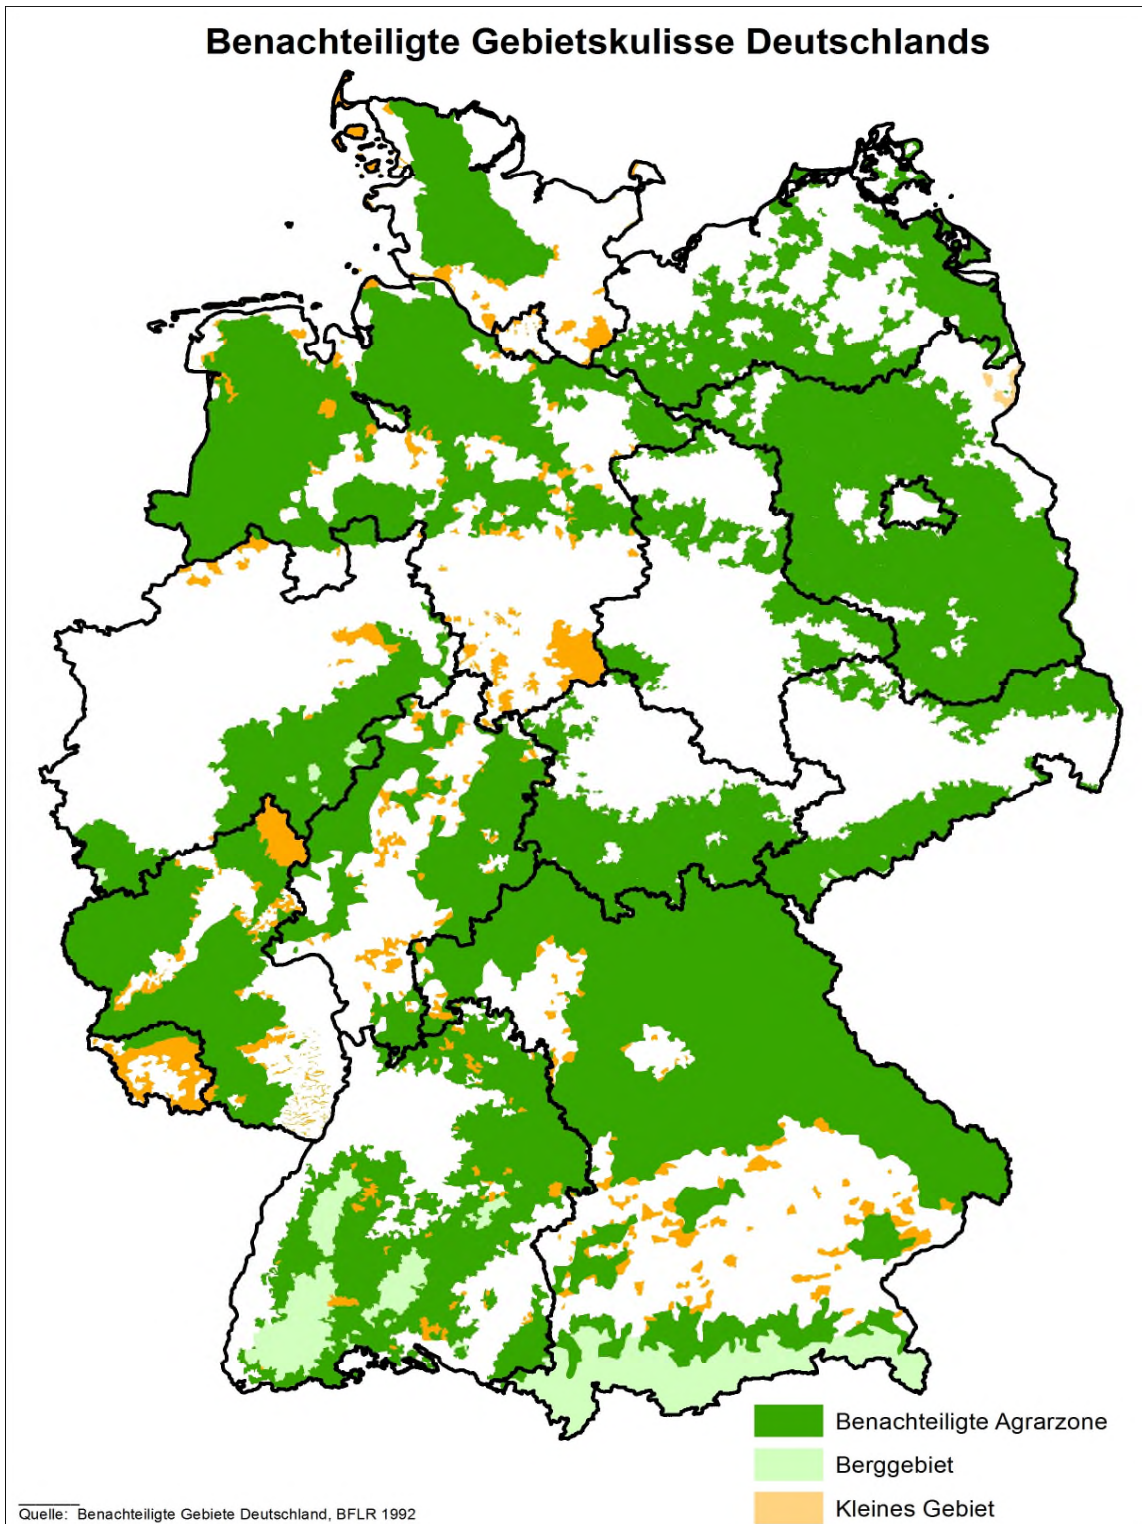 Benachteiligte Gebietskulisse Deutschlands
Benachteiligte Agrarzone
Berggebiet
Kleines Gebiet
Quelle: Benachteiligte Gebiete Deutschland, BFLR 1992